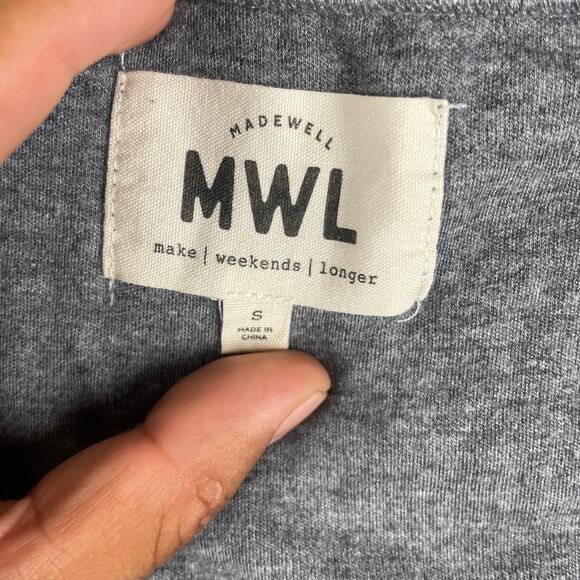 MADEWELL
MWL
make | weekends | longer
S
MADE IN
CHINA